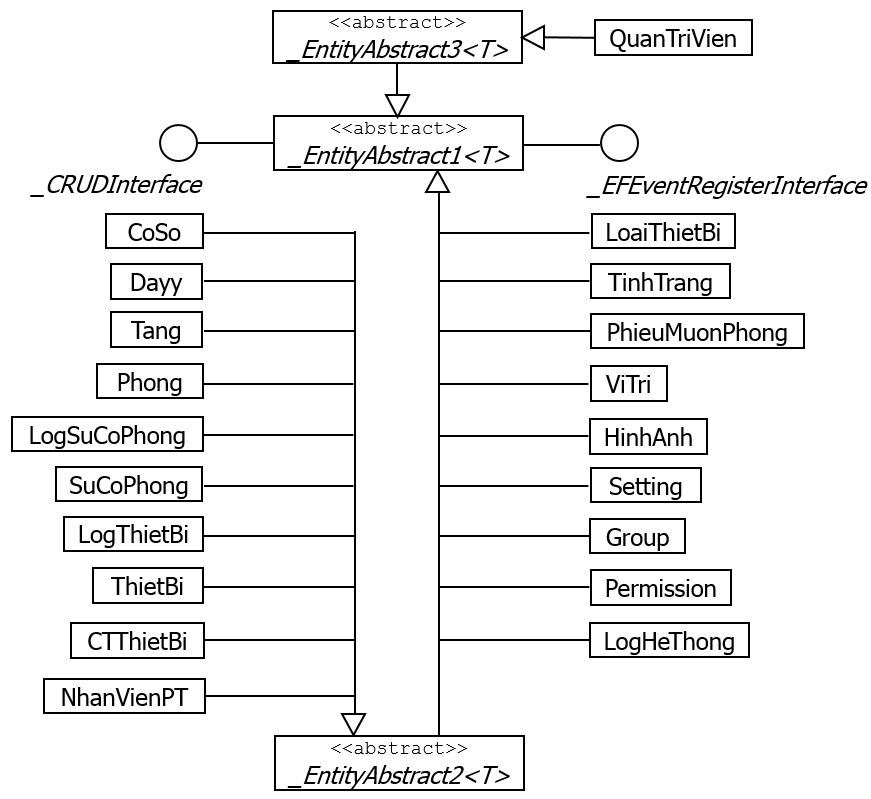 <<abstract>>
_EntityAbstract3<T>
QuanTriVien
<<abstract>>
_EntityAbstract1<T>
_CRUDInterface
_EFEventRegisterInterface
CoSo
LoaiThietBi
Dayy
TinhTrang
Tang
PhieuMuonPhong
Phong
ViTri
LogSuCoPhong
HinhAnh
SuCoPhong
Setting
LogThietBi
Group
ThietBi
Permission
CTThietBi
LogHeThong
NhanVienPT
<<abstract>>
_EntityAbstract2<T>